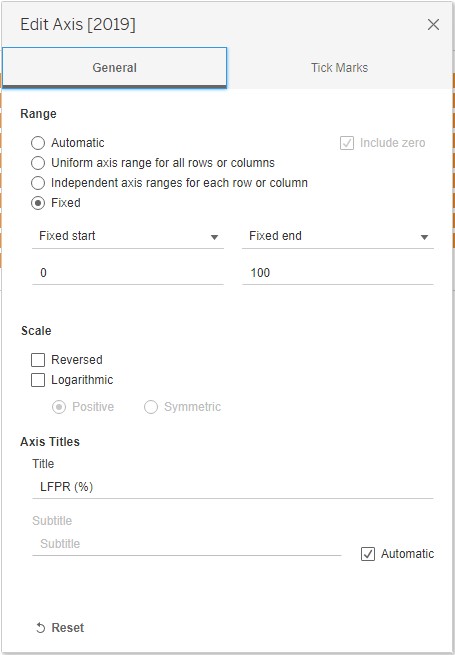 Edit Axis [2019]
General Tick Marks
Range
Automatic Include zero
Uniform axis range for all rows or columns
Independent axis ranges for each row or column
Fixed
Fixed start Fixed end
0 100
Scale
Reversed
Logarithmic
Positive Symmetric
Axis Titles
Title
LFPR (%)
Subtitle
Subtitle Automatic
Reset